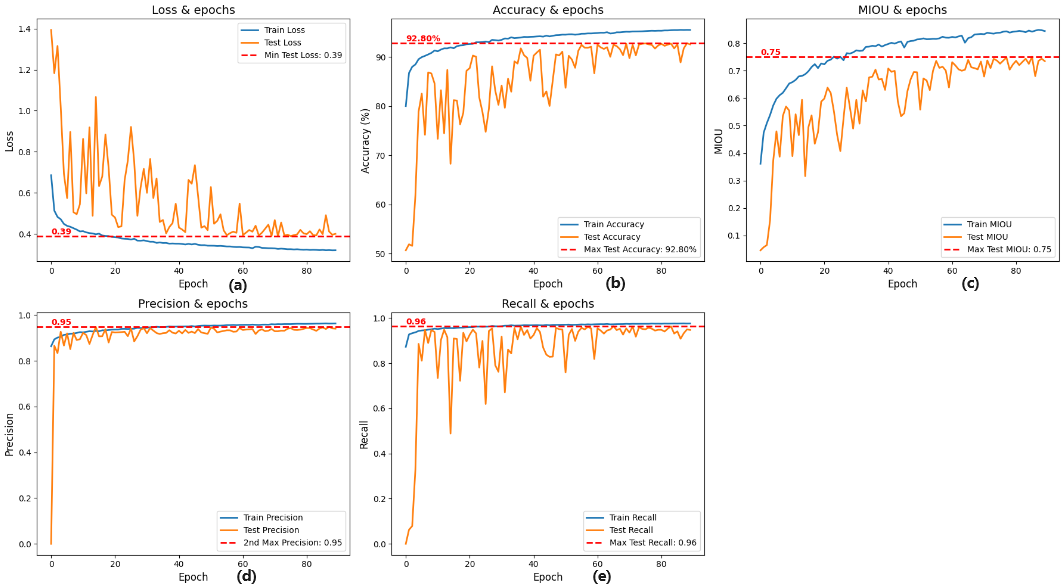 Loss & epochs
1.4
1.2
1.0
0.8
0.6
0.4
Loss
0.39
Train Loss
Test Loss
Min Test Loss: 0.39
0
20
40
60
80
Epoch
(a)
Accuracy & epochs
90
80
70
60
50
Accuracy (%)
92.80%
Train Accuracy
Test Accuracy
Max Test Accuracy: 92.80%
0
20
40
60
80
Epoch
(b)
MIOU & epochs
0.8
0.7
0.6
0.5
0.4
0.3
0.2
0.1
MIOU
0.75
Train MIOU
Test MIOU
Max Test MIOU: 0.75
0
20
40
60
80
Epoch
(c)
Precision & epochs
1.0
0.8
0.6
0.4
0.2
0.0
Precision
0.95
Train Precision
Test Precision
2nd Max Precision: 0.95
0
20
40
60
80
Epoch
(d)
Recall & epochs
1.0
0.8
0.6
0.4
0.2
0.0
Recall
0.96
Train Recall
Test Recall
Max Test Recall: 0.96
0
20
40
60
80
Epoch
(e)